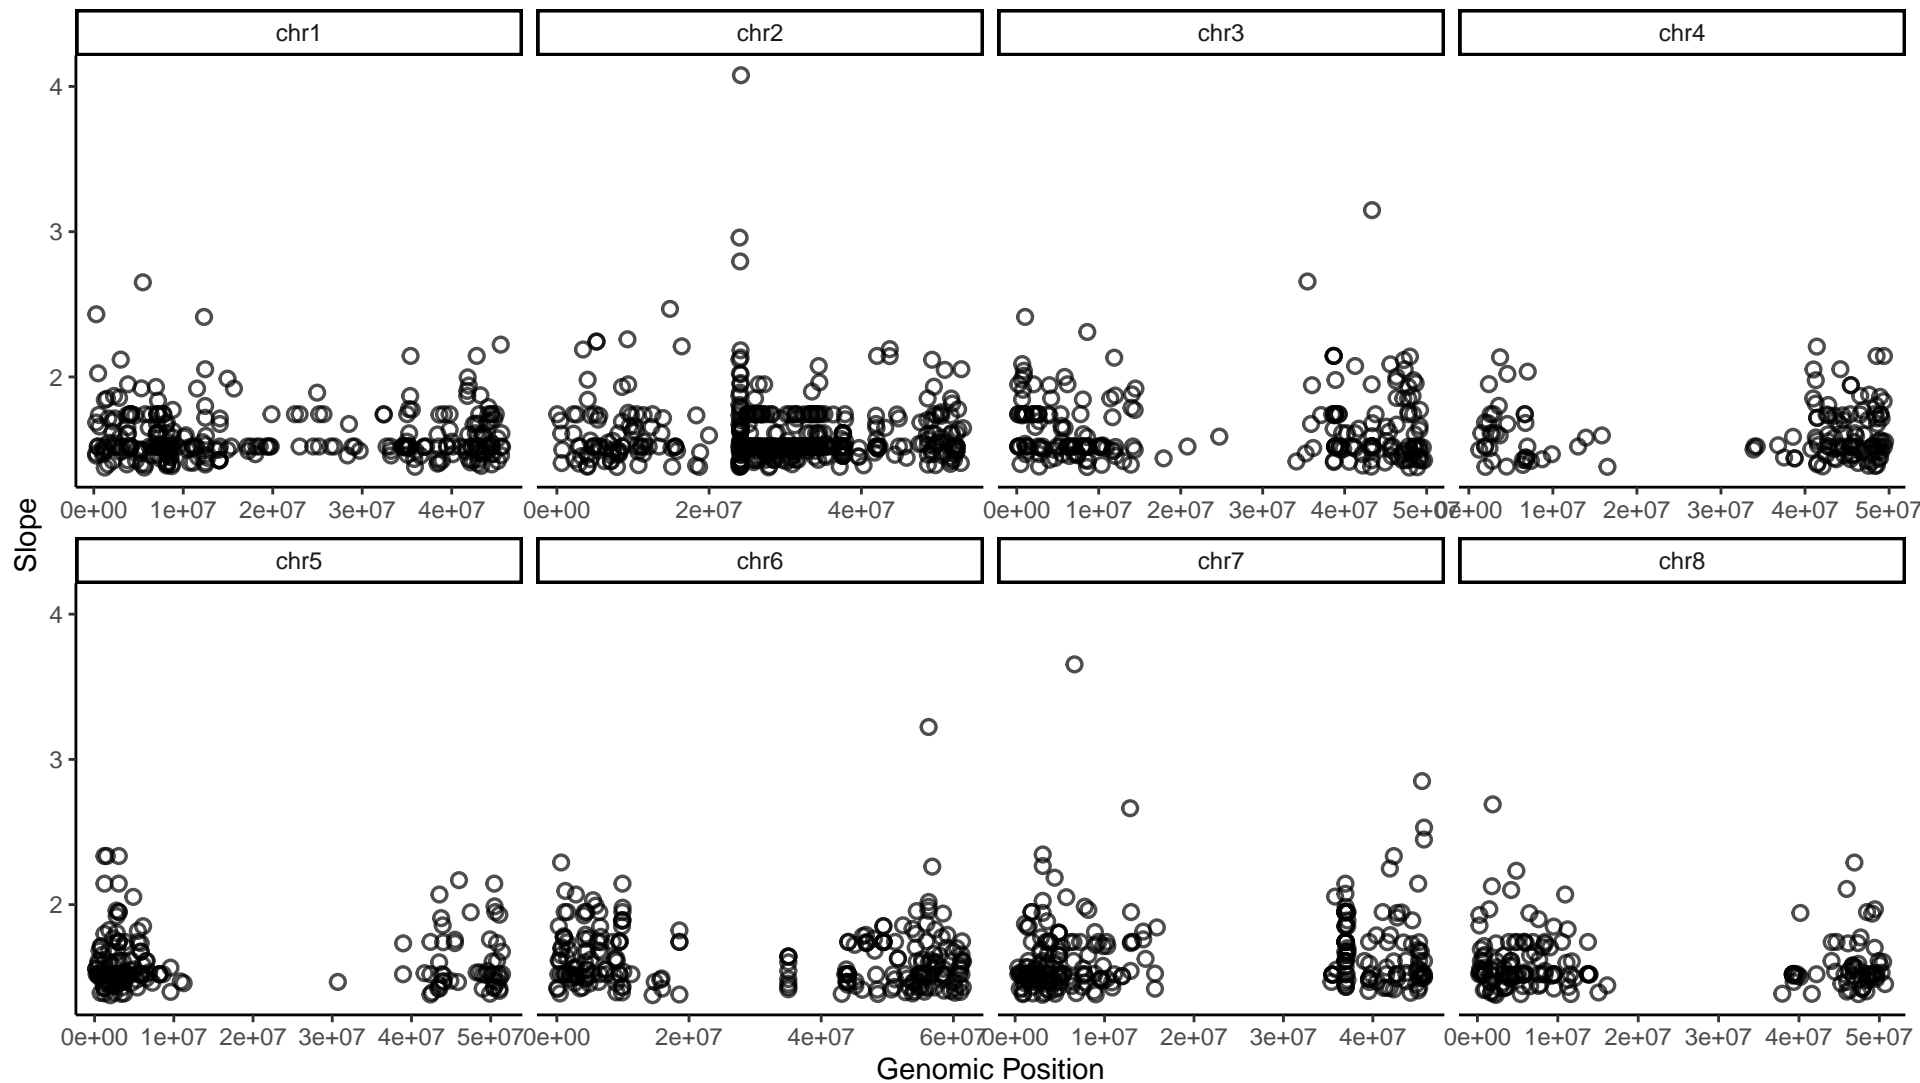 chr1 chr2 chr3 chr4
4
3
2
0e+00 1e+07 2e+07 3e+07 4e+07 0e+00 2e+07 4e+07 0e+00 1e+07 2e+07 3e+07 4e+07 5e+07 0e+00 1e+07 2e+07 3e+07 4e+07 5e+07
Slope
chr5 chr6 chr7 chr8
4
3
2
0e+00 1e+07 2e+07 3e+07 4e+07 5e+07 0e+00 2e+07 4e+07 6e+07 0e+00 1e+07 2e+07 3e+07 4e+07 0e+00 1e+07 2e+07 3e+07 4e+07 5e+07
Genomic Position